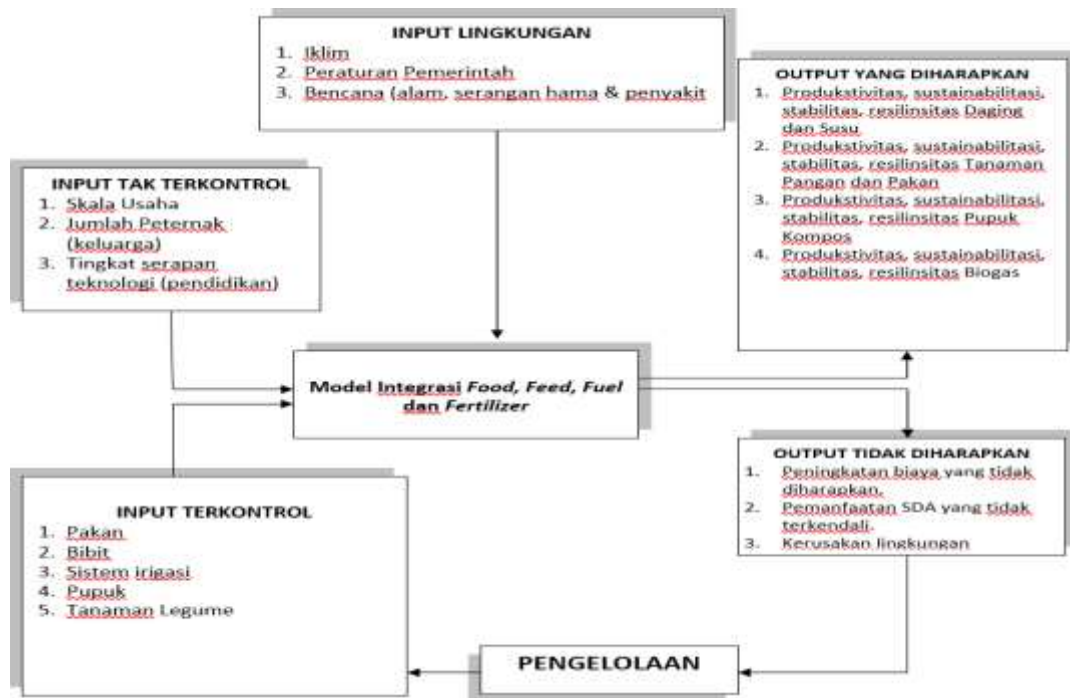 INPUT LINGKUNGAN
1. Iklim
2. Peraturan Pemerintah
3. Bencana (alam, serangan hama & penyakit
OUTPUT YANG DIHARAPKAN
1. Produkstivitas, sustainabilitasi,
stabilitas, resilinsitas Daging
dan Susu
2. Produkstivitas, sustainabilitasi,
stabilitas, resilinsitas Tanaman
Pangan dan Pakan
3. Produkstivitas, sustainabilitasi,
stabilitas, resilinsitas Pupuk
Kompos
4. Produkstivitas, sustainabilitasi,
stabilitas, resilinsitas Biogas
INPUT TAK TERKONTROL
1. Skala Usaha
2. Jumlah Peternak
(keluarga)
3. Tingkat serapan
teknologi (pendidikan)
Model Integrasi Food, Feed, Fuel
dan Fertilizer
OUTPUT TIDAK DIHARAPKAN
1. Peningkatan biaya yang tidak
diharapkan.
2. Pemanfaatan SDA yang tidak
terkendali.
3. Kerusakan lingkungan
INPUT TERKONTROL
1. Pakan
2. Bibit
3. Sistem irigasi
4. Pupuk
5. Tanaman Legume
PENGELOLAAN